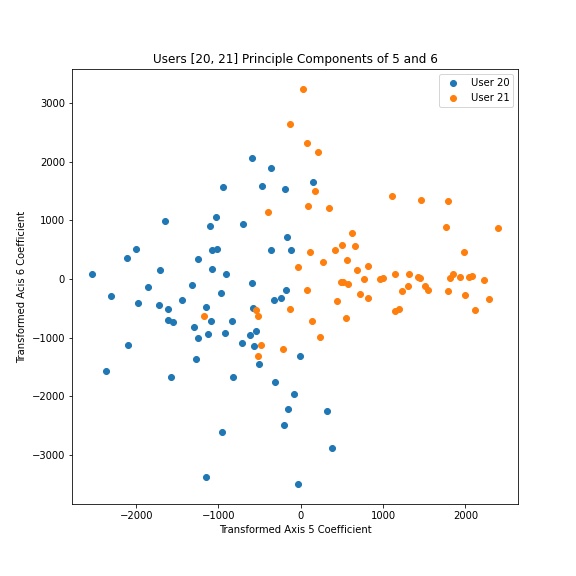 Users [20, 21] Principle Components of 5 and 6
User 20
User 21
3000
2000
1000
0
−1000
−2000
−3000
Transformed Acis 6 Coefficient
−2000
−1000
0
1000
2000
Transformed Axis 5 Coefficient